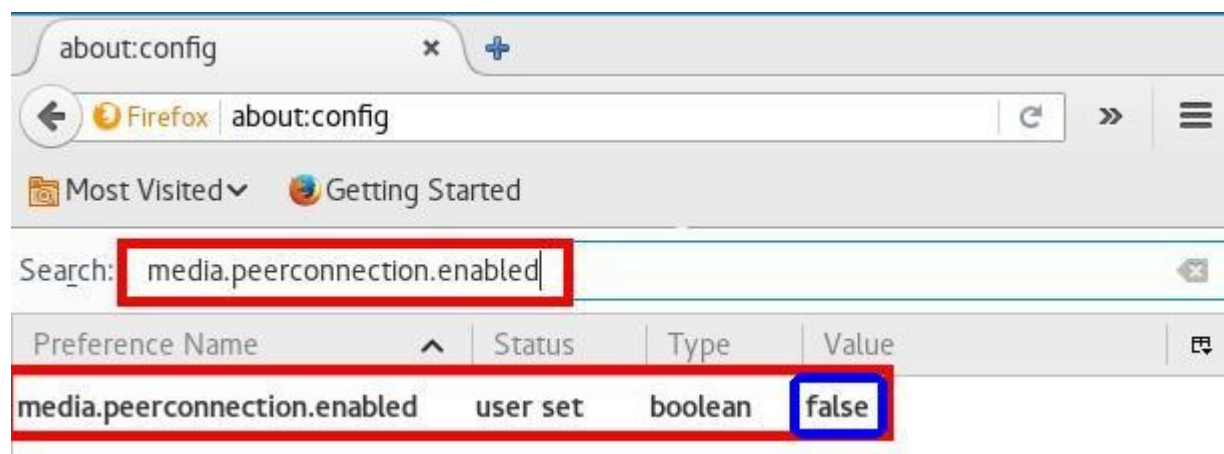 about:config
Firefox about:config
Most Visited Getting Started
Search: media.peerconnection.enabled
Preference Name Status Type Value
media.peerconnection.enabled user set boolean false